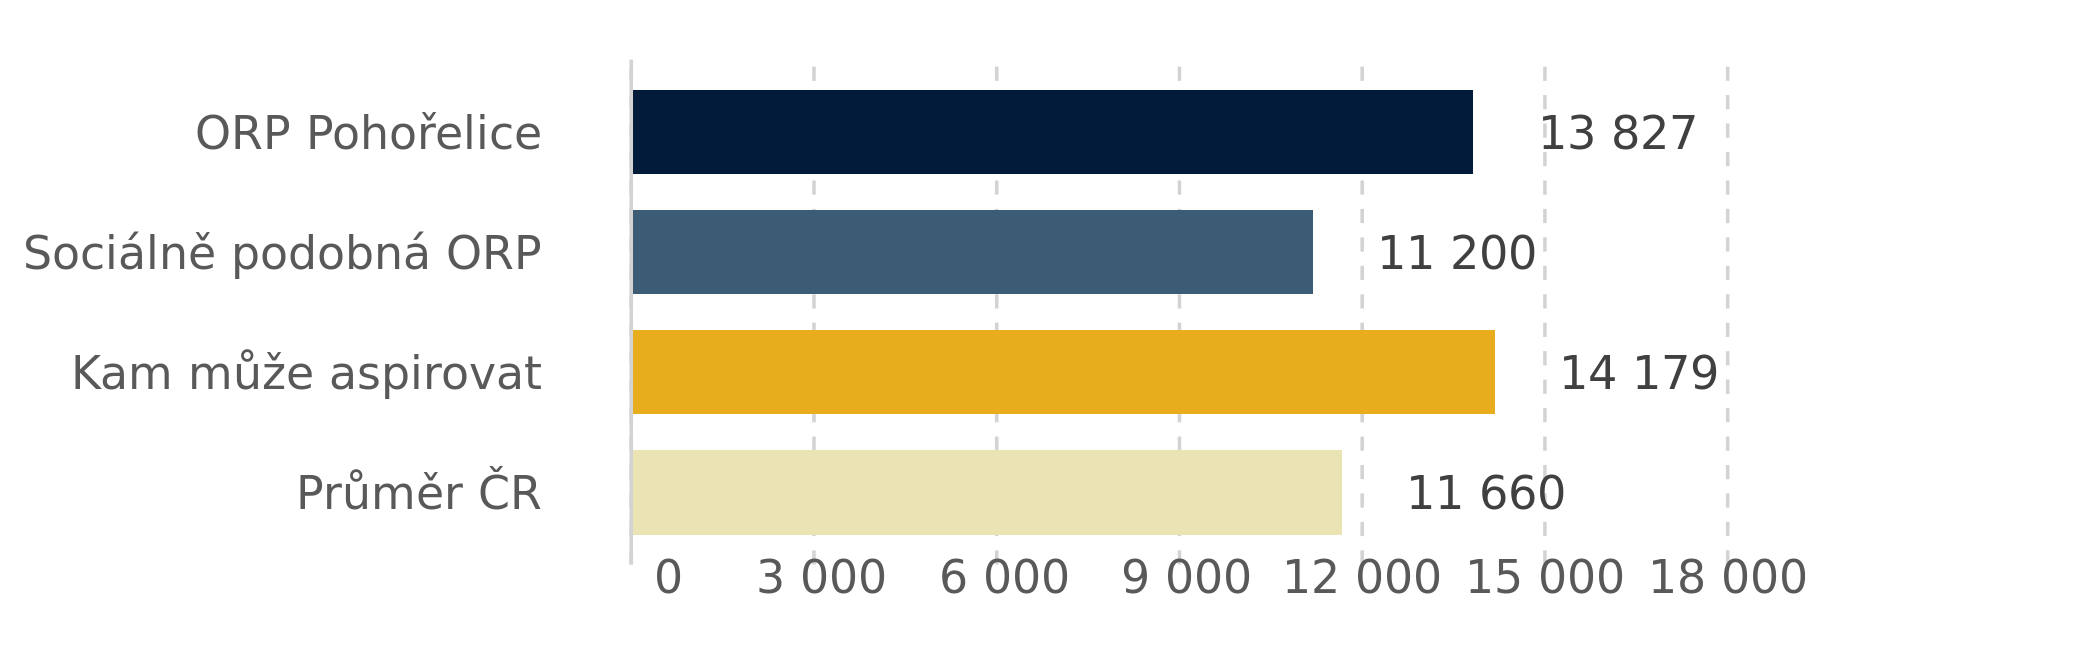 ORP Pohořelice 13 827
Sociálně podobná ORP 11 200
Kam může aspirovat 14 179
Průměr ČR 11 660
0 3 000 6 000 9 000 12 000 15 000 18 000